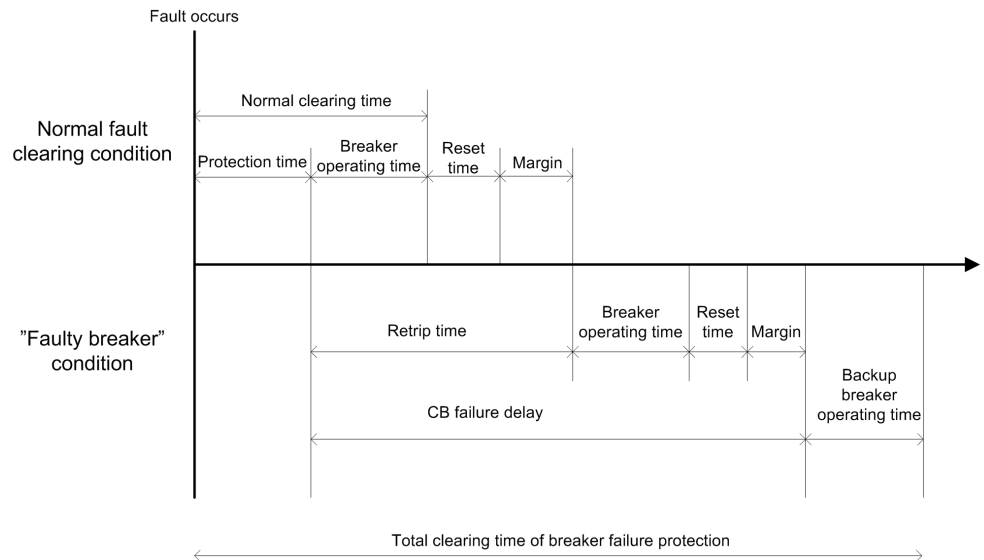 Fault occurs
Normal clearing time
Normal fault
clearing condition
Protection time
Breaker
operating time
Reset
time
Margin
”Faulty breaker”
condition
Retrip time
Breaker
operating time
Reset
time
Margin
Backup
breaker
operating time
CB failure delay
Total clearing time of breaker failure protection